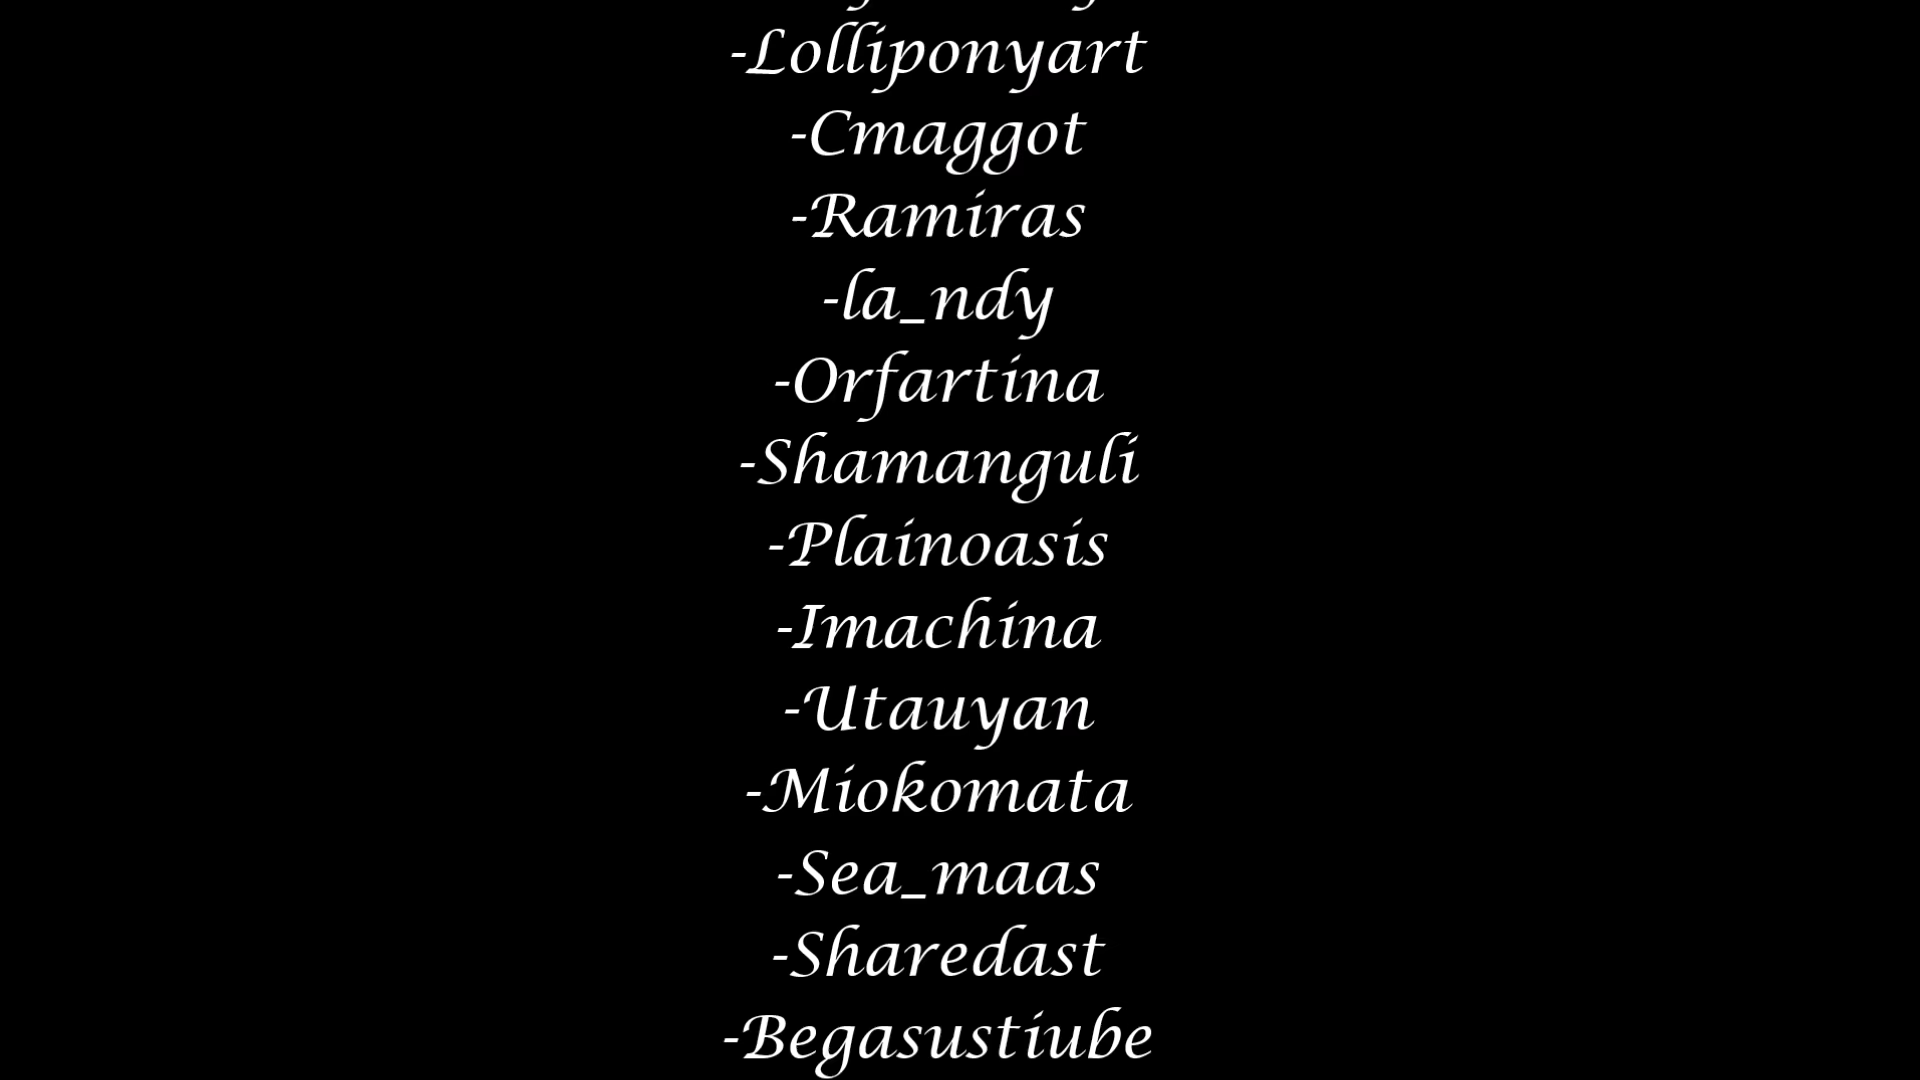 -Lolliponyart
-Cmaggot
-Ramiras
-la_ndy
-Orfartina
-Shamanguli
-Plainoasis
-Imachina
-Utauyan
-Miokomata
-Sea_maas
-Sharedast
-Begasustiube